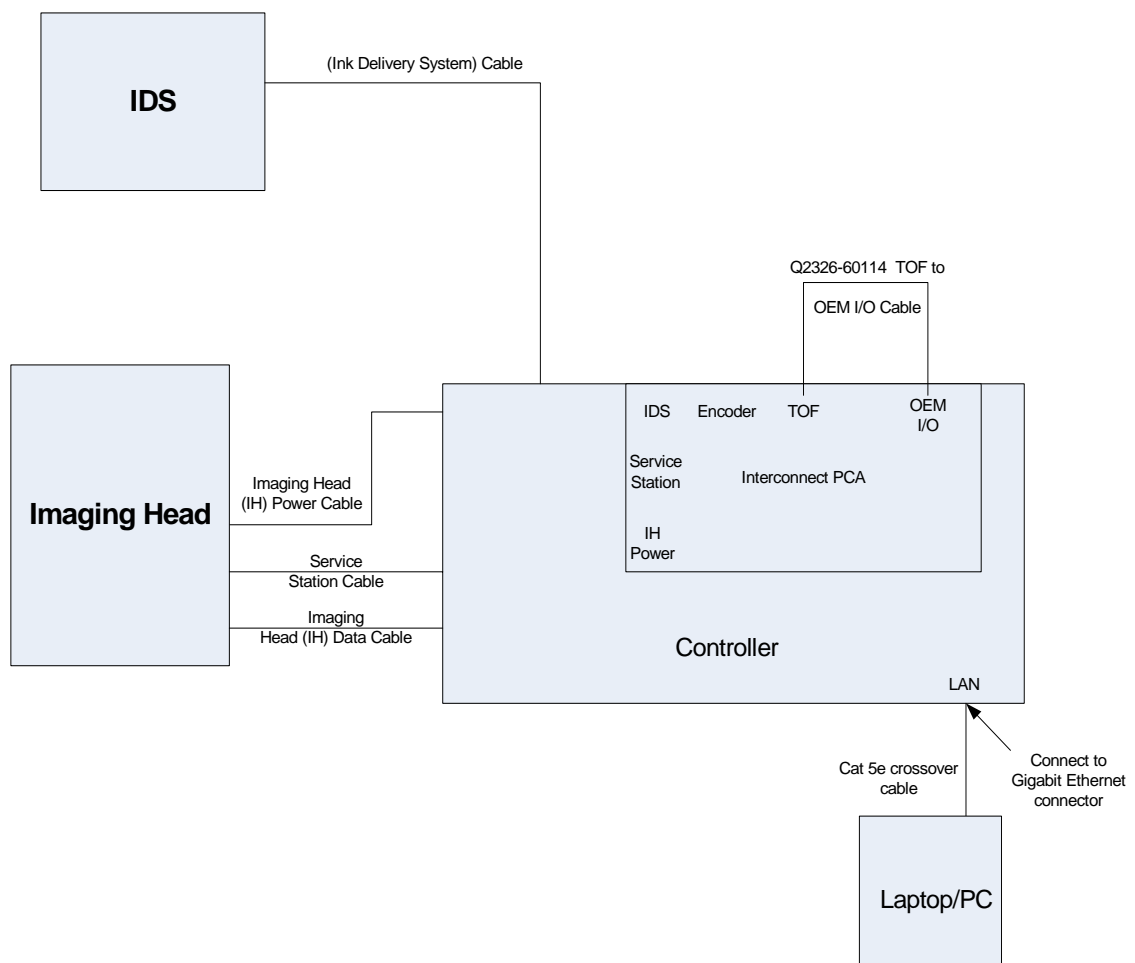 (Ink Delivery System) Cable
IDS
Q2326-60114 TOF to
OEM I/O Cable
IDS
Encoder
TOF
OEM
I/O
Service
Station
Interconnect PCA
IH
Power
Imaging Head
(IH) Power Cable
Imaging Head
Service
Station Cable
Imaging
Head (IH) Data Cable
Controller
LAN
Cat 5e crossover
cable
Connect to
Gigabit Ethernet
connector
Laptop/PC